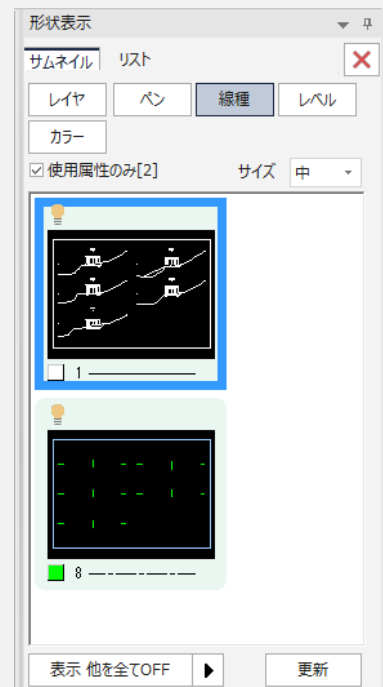 形状表示
サムネイル リスト
レイヤ ペン 線種 レベル
カラー
使用属性のみ[2] サイズ 中
1
8
表示 他を全てOFF 更新